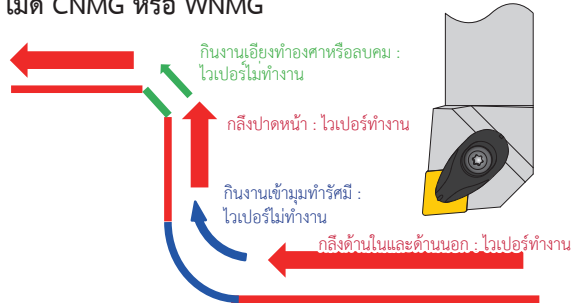 เม็ด CNMG หรือ WNMG
กินงานเอียงทำองศาหรือลบคม :
ไวเปอร์ไม่ทำงาน
กลึงปาดหน้า : ไวเปอร์ทำงาน
กินงานเข้ามุมทำรัศมี :
ไวเปอร์ไม่ทำงาน
กลึงด้านในและด้านนอก : ไวเปอร์ทำงาน